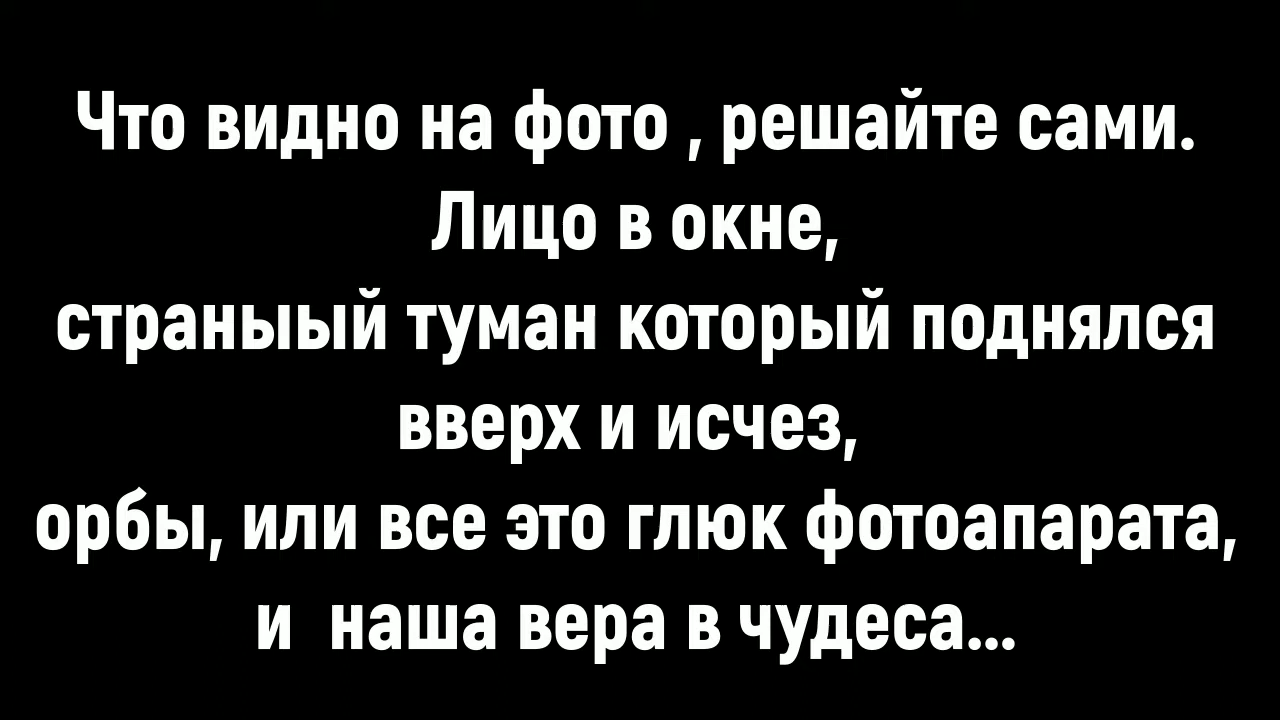 Что видно на фото , решайте сами.
Лицо в окне,
страныый туман который поднялся
вверх и исчез,
орбы, или все это глюк фотоапарата,
и  наша вера в чудеса...